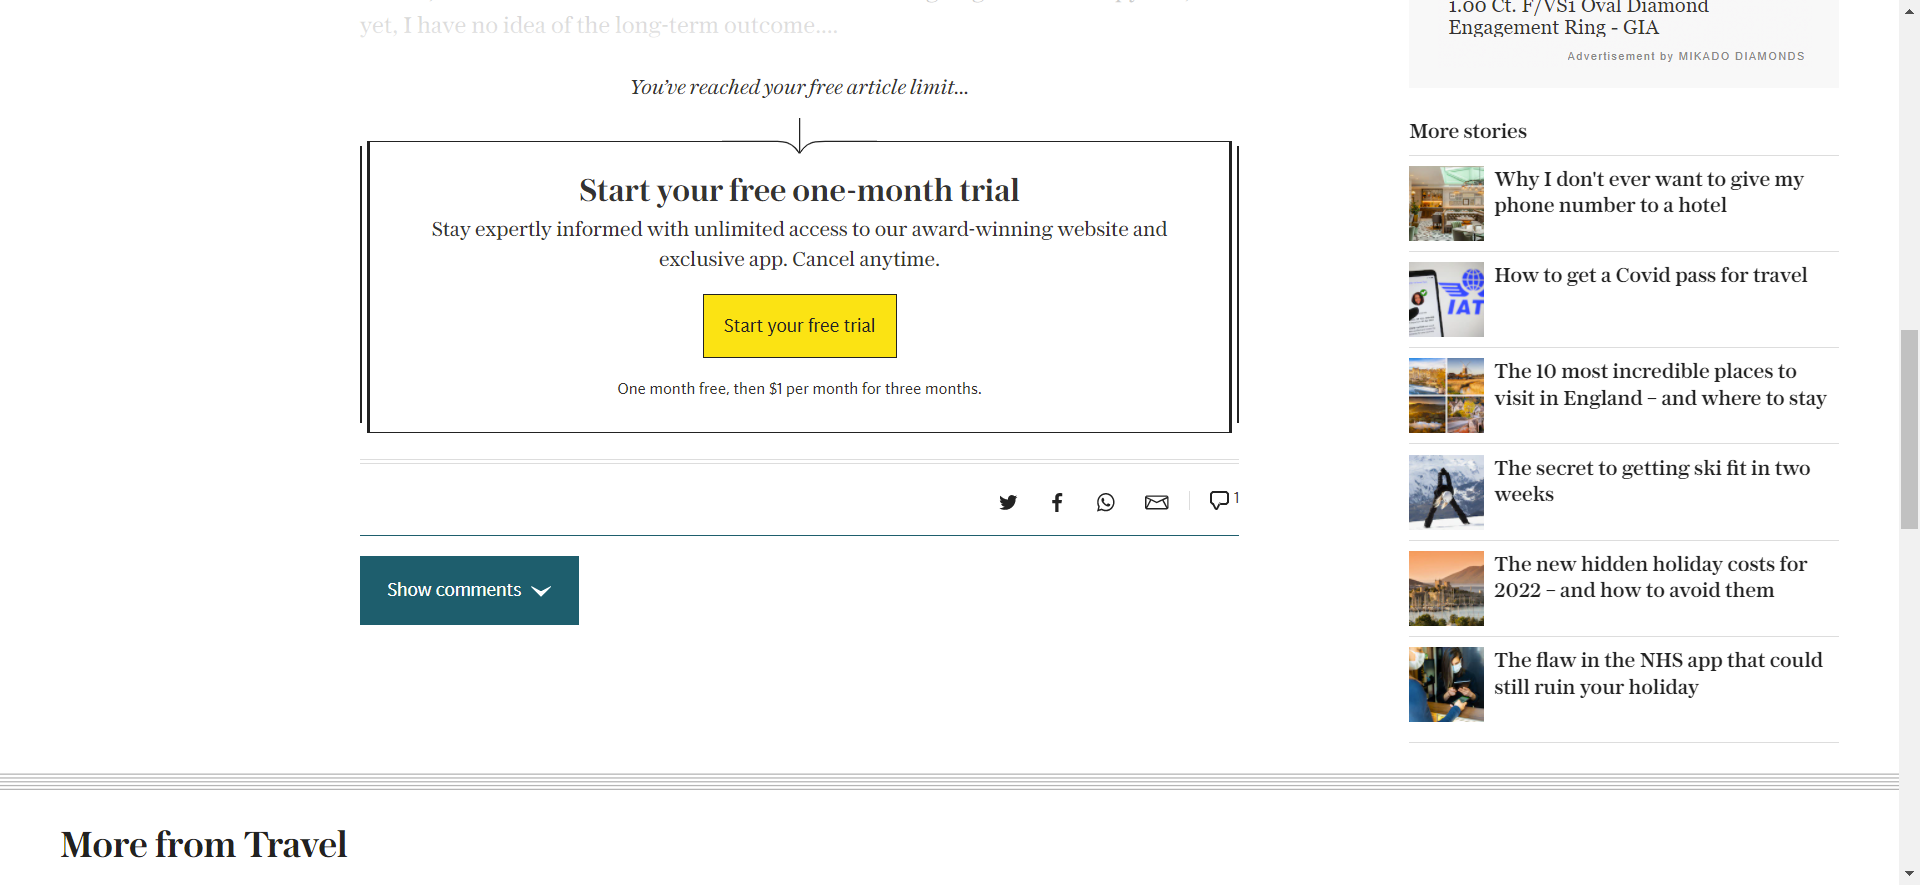 yet, I have no idea of the long-term outcome....
You've reached your free article limit...
Start your free one-month trial
Stay expertly informed with unlimited access to our award-winning website and
exclusive app. Cancel anytime.
Start your free trial
One month free, then $1 per month for three months.
1
Show comments
1.00 Ct. F/VS1 Oval Diamond
Engagement Ring - GIA
Advertisement by MIKADO DIAMONDS
More stories
Why I don't ever want to give my
phone number to a hotel
How to get a Covid pass for travel
IAT
The 10 most incredible places to
visit in England – and where to stay
The secret to getting ski fit in two
weeks
The new hidden holiday costs for
2022 – and how to avoid them
The flaw in the NHS app that could
still ruin your holiday
More from Travel